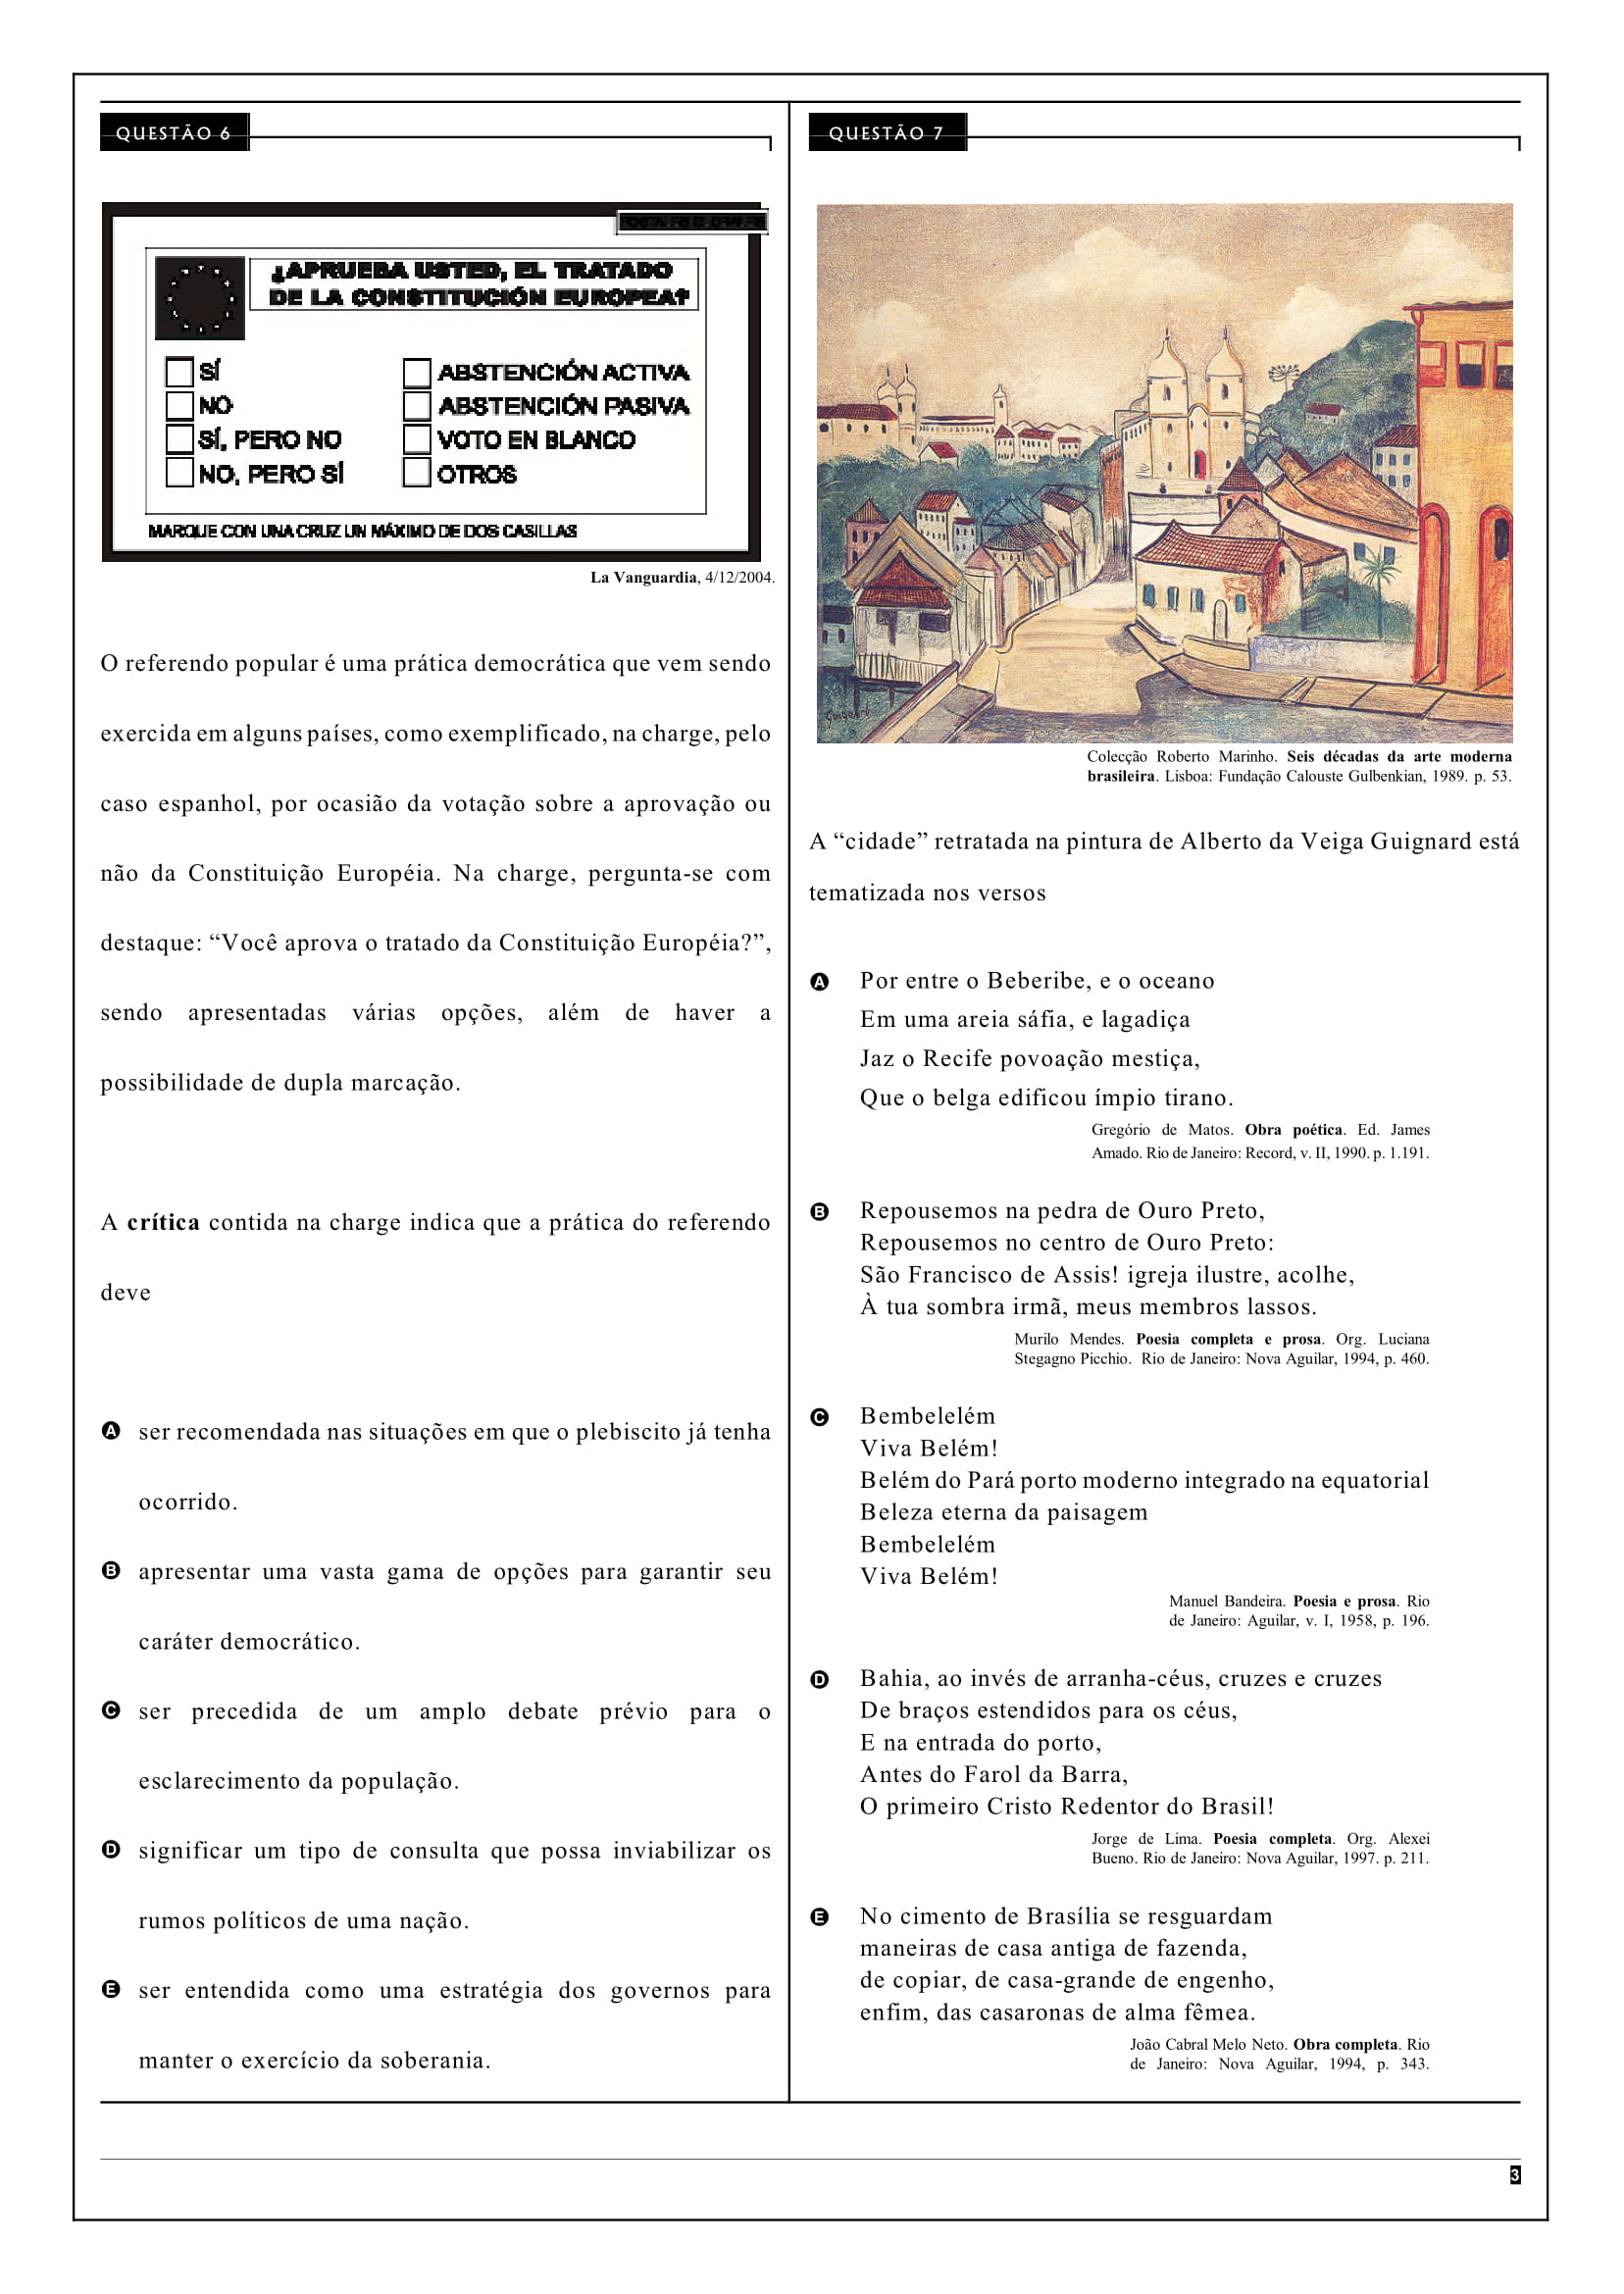 QUESTÃO 6
¿APRUEBA USTED, EL TRATADO
DE LA CONSTITUCIÓN EUROPEA?
SÍ
NO
SÍ, PERO NO
NO, PERO SÍ
ABSTENCIÓN ACTIVA
ABSTENCIÓN PASIVA
VOTO EN BLANCO
OTROS
MARQUE CON UNA CRUZ UN MÁXIMO DE DOS CASILLAS
La Vanguardia, 4/12/2004.
O referendo popular é uma prática democrática que vem sendo
exercida em alguns países, como exemplificado, na charge, pelo
caso espanhol, por ocasião da votação sobre a aprovação ou
não da Constituição Européia. Na charge, pergunta-se com
destaque: “Você aprova o tratado da Constituição Européia?”,
sendo apresentadas várias opções, além de haver a
possibilidade de dupla marcação.
A crítica contida na charge indica que a prática do referendo
deve
A ser recomendada nas situações em que o plebiscito já tenha
ocorrido.
B apresentar uma vasta gama de opções para garantir seu
caráter democrático.
C ser precedida de um amplo debate prévio para o
esclarecimento da população.
D significar um tipo de consulta que possa inviabilizar os
rumos políticos de uma nação.
E ser entendida como uma estratégia dos governos para
manter o exercício da soberania.
QUESTÃO 7
Guignard
Colecção Roberto Marinho. Seis décadas da arte moderna
brasileira. Lisboa: Fundação Calouste Gulbenkian, 1989. p. 53.
A “cidade” retratada na pintura de Alberto da Veiga Guignard está
tematizada nos versos
A Por entre o Beberibe, e o oceano
Em uma areia sáfia, e lagadiça
Jaz o Recife povoação mestiça,
Que o belga edificou ímpio tirano.
Gregório de Matos. Obra poética. Ed. James
Amado. Rio de Janeiro: Record, v. II, 1990. p. 1.191.
B Repousemos na pedra de Ouro Preto,
Repousemos no centro de Ouro Preto:
São Francisco de Assis! igreja ilustre, acolhe,
À tua sombra irmã, meus membros lassos.
Murilo Mendes. Poesia completa e prosa. Org. Luciana
Stegagno Picchio. Rio de Janeiro: Nova Aguilar, 1994, p. 460.
C Bembelelém
Viva Belém!
Belém do Pará porto moderno integrado na equatorial
Beleza eterna da paisagem
Bembelelém
Viva Belém!
Manuel Bandeira. Poesia e prosa. Rio
de Janeiro: Aguilar, v. I, 1958, p. 196.
D Bahia, ao invés de arranha-céus, cruzes e cruzes
De braços estendidos para os céus,
E na entrada do porto,
Antes do Farol da Barra,
O primeiro Cristo Redentor do Brasil!
Jorge de Lima. Poesia completa. Org. Alexei
Bueno. Rio de Janeiro: Nova Aguilar, 1997. p. 211.
E No cimento de Brasília se resguardam
maneiras de casa antiga de fazenda,
de copiar, de casa-grande de engenho,
enfim, das casaronas de alma fêmea.
João Cabral Melo Neto. Obra completa. Rio
de Janeiro: Nova Aguilar, 1994, p. 343.
3